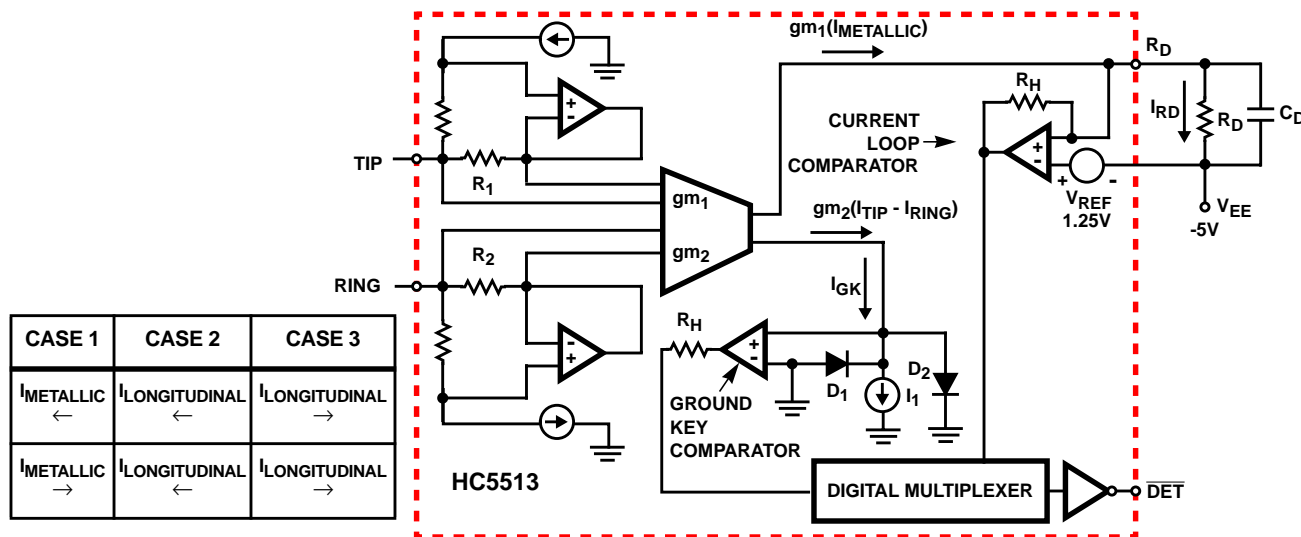 gm1(IMETALLIC)
RD
RH
+
-
CURRENT
LOOP
COMPARATOR
IRD
RD
CD
+
-
+
-
VREF
1.25V
VEE
-5V
TIP
R1
gm1
gm2(ITIP - IRING)
gm2
R2
RING
IGK
RH
-
+
+
-
D1
D2
I1
GROUND
KEY
COMPARATOR
CASE 1 CASE 2 CASE 3
IMETALLIC ILONGITUDINAL ILONGITUDINAL
← ← →
IMETALLIC ILONGITUDINAL ILONGITUDINAL
→ ← →
HC5513
DIGITAL MULTIPLEXER
DET